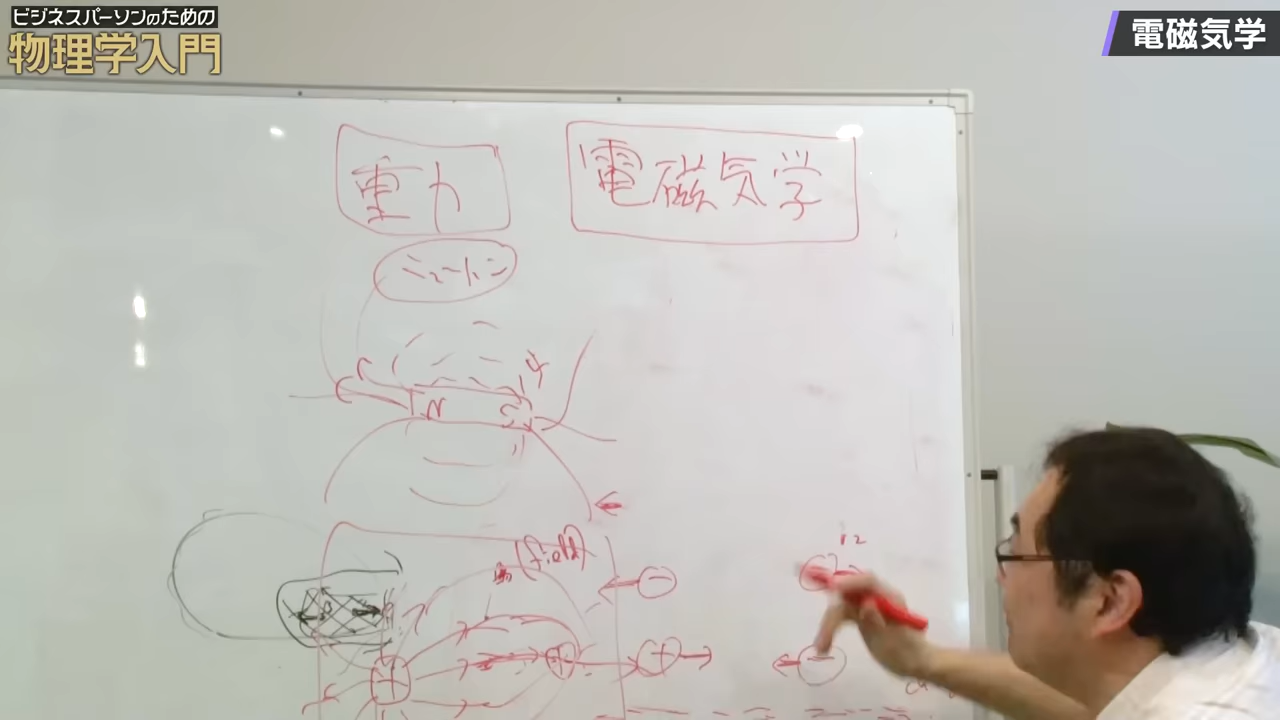 ビジネスパーソンのための
物理学入門
電磁気学
重力
電磁気学
ニュートン
N
S
(field)
−
+
−
+
+